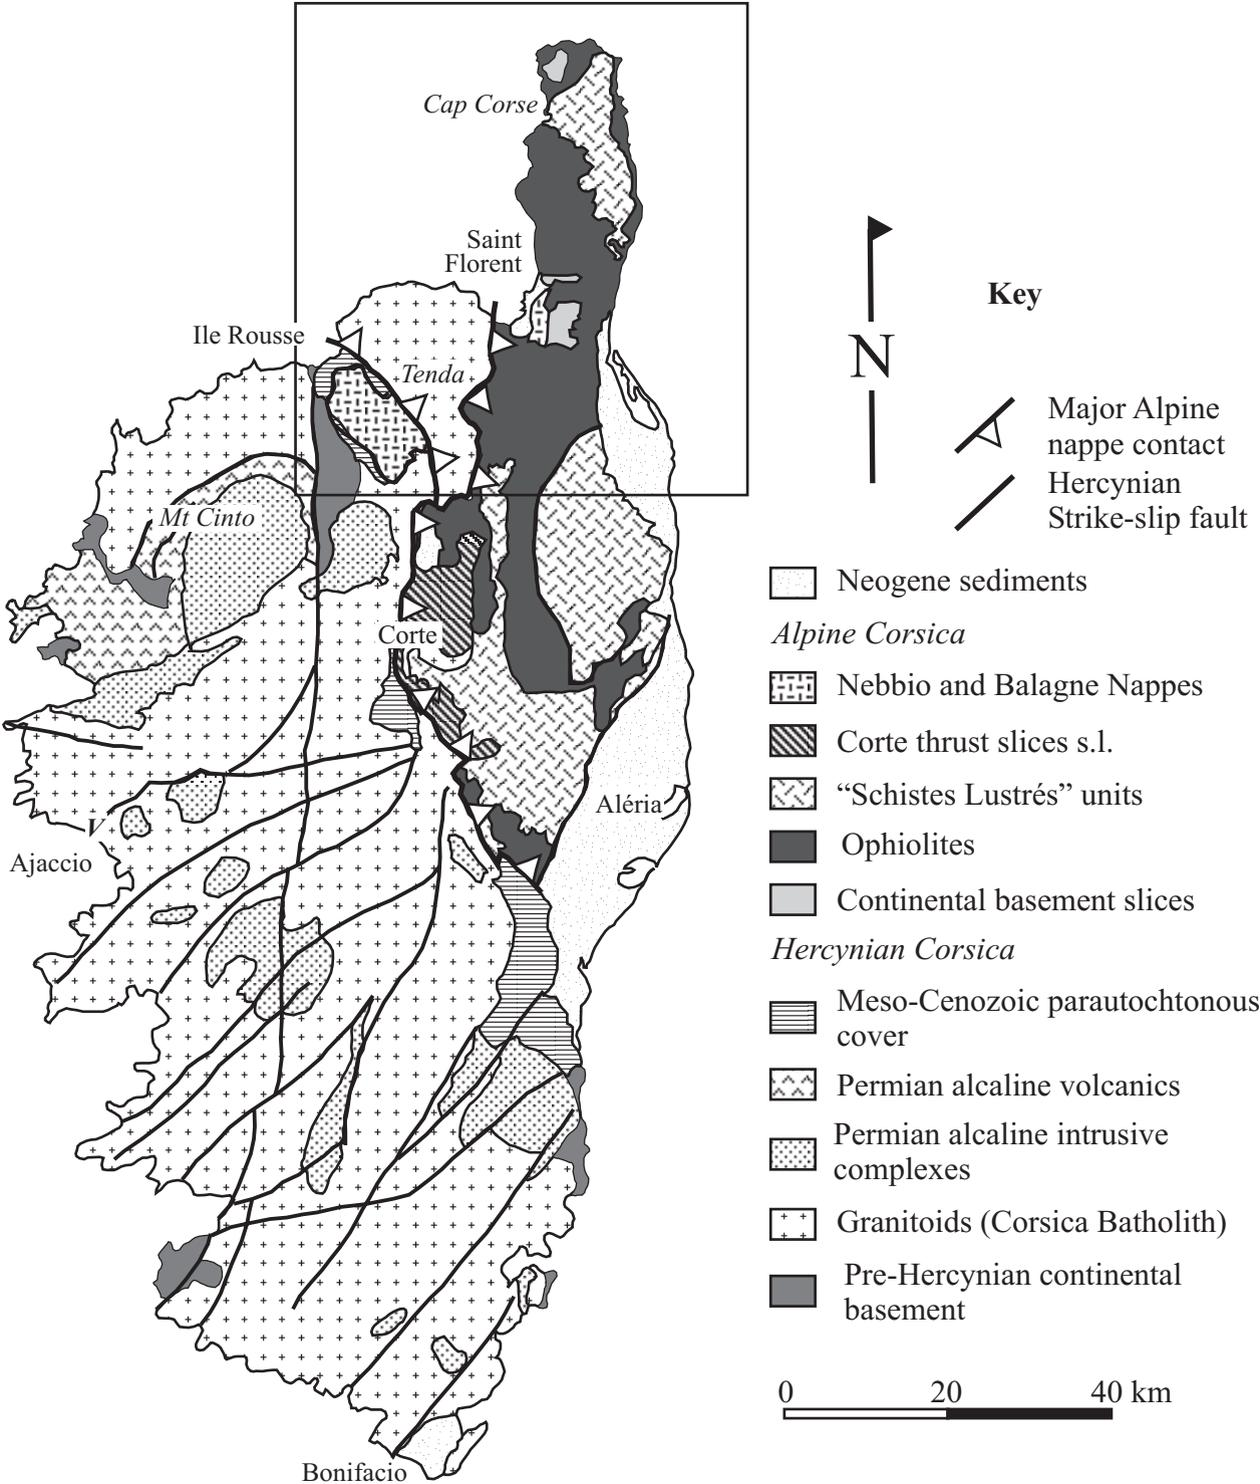 Cap Corse
Saint
Florent
Ile Rousse
Tenda
Mt Cinto
Corte
Aléria
V
Ajaccio
Bonifacio
N
Key
Major Alpine
nappe contact
Hercynian
Strike-slip fault
Neogene sediments
Alpine Corsica
Nebbio and Balagne Nappes
Corte thrust slices s.l.
“Schistes Lustrés” units
Ophiolites
Continental basement slices
Hercynian Corsica
Meso-Cenozoic parautochtonous
cover
Permian alcaline volcanics
Permian alcaline intrusive
complexes
Granitoids (Corsica Batholith)
Pre-Hercynian continental
basement
0 20 40 km